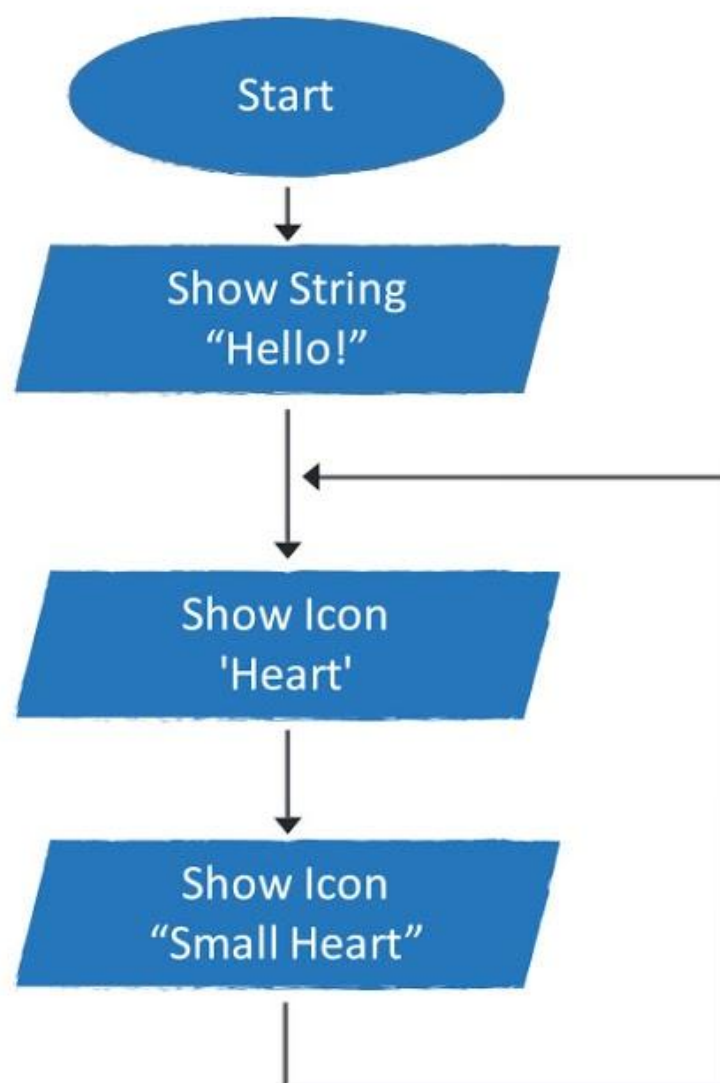 Start
Show String
“Hello!”
Show Icon
'Heart'
Show Icon
“Small Heart”